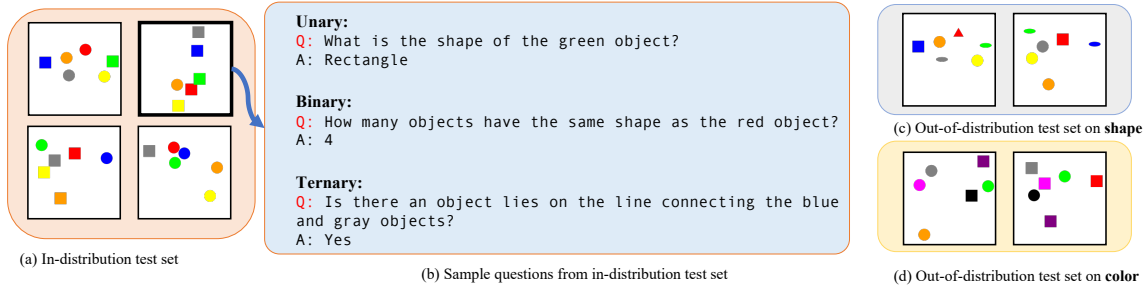 Unary:
Q: What is the shape of the green object?
A: Rectangle
Binary:
Q: How many objects have the same shape as the red object?
A: 4
Ternary:
Q: Is there an object lies on the line connecting the blue
and gray objects?
A: Yes
(a) In-distribution test set
(b) Sample questions from in-distribution test set
(c) Out-of-distribution test set on shape
(d) Out-of-distribution test set on color